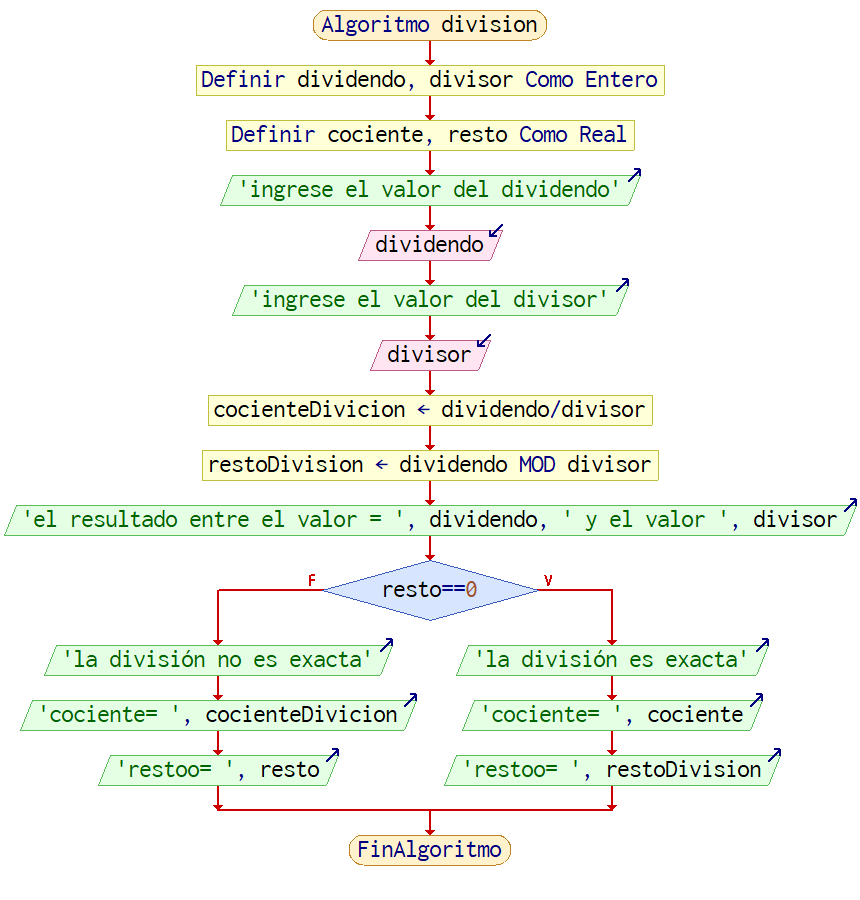 Algoritmo division
Definir dividendo, divisor Como Entero
Definir cociente, resto Como Real
'ingrese el valor del dividendo'
dividendo
'ingrese el valor del divisor'
divisor
cocienteDivicion ← dividendo/divisor
restoDivision ← dividendo MOD divisor
'el resultado entre el valor = ', dividendo, ' y el valor ', divisor
F
resto==0
V
'la división no es exacta'
'la división es exacta'
'cociente= ', cocienteDivicion
'cociente= ', cociente
'restoo= ', resto
'restoo= ', restoDivision
FinAlgoritmo